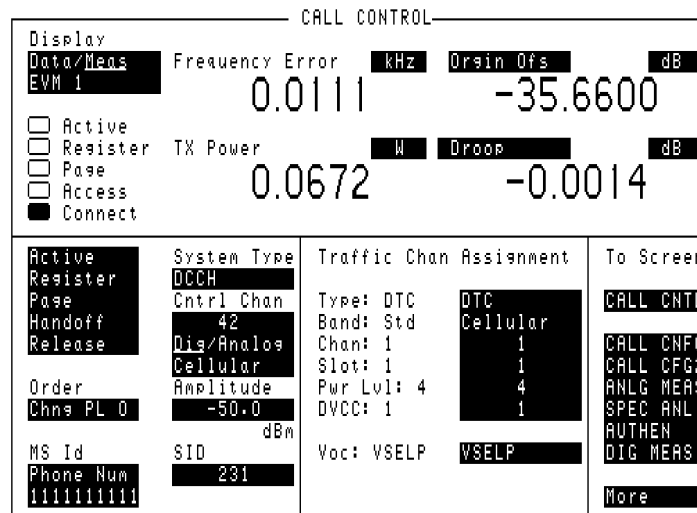 CALL CONTROL
Display
Data/Meas
EVM 1
Frequency Error kHz
0.0111
Orgin Ofs dB
-35.6600
Active
Register
Page
Access
Connect
TX Power W
0.0672
Droop dB
-0.0014
Active
Register
Page
Handoff
Release
Order
Chng PL 0
MS Id
Phone Num
1111111111
System Type
DCCH
Cntrl Chan
42
Dig/Analog
Cellular
Amplitude
-50.0
dBm
SID
231
Traffic Chan Assignment
Type: DTC DTC
Band: Std Cellular
Chan: 1 1
Slot: 1 1
Pwr Lvl: 4 4
DVCC: 1 1
Voc: VSELP VSELP
To Screen
CALL CNT
CALL CNF
CALL CFG
ANLG MEAS
SPEC ANL
AUTHEN
DIG MEAS
More